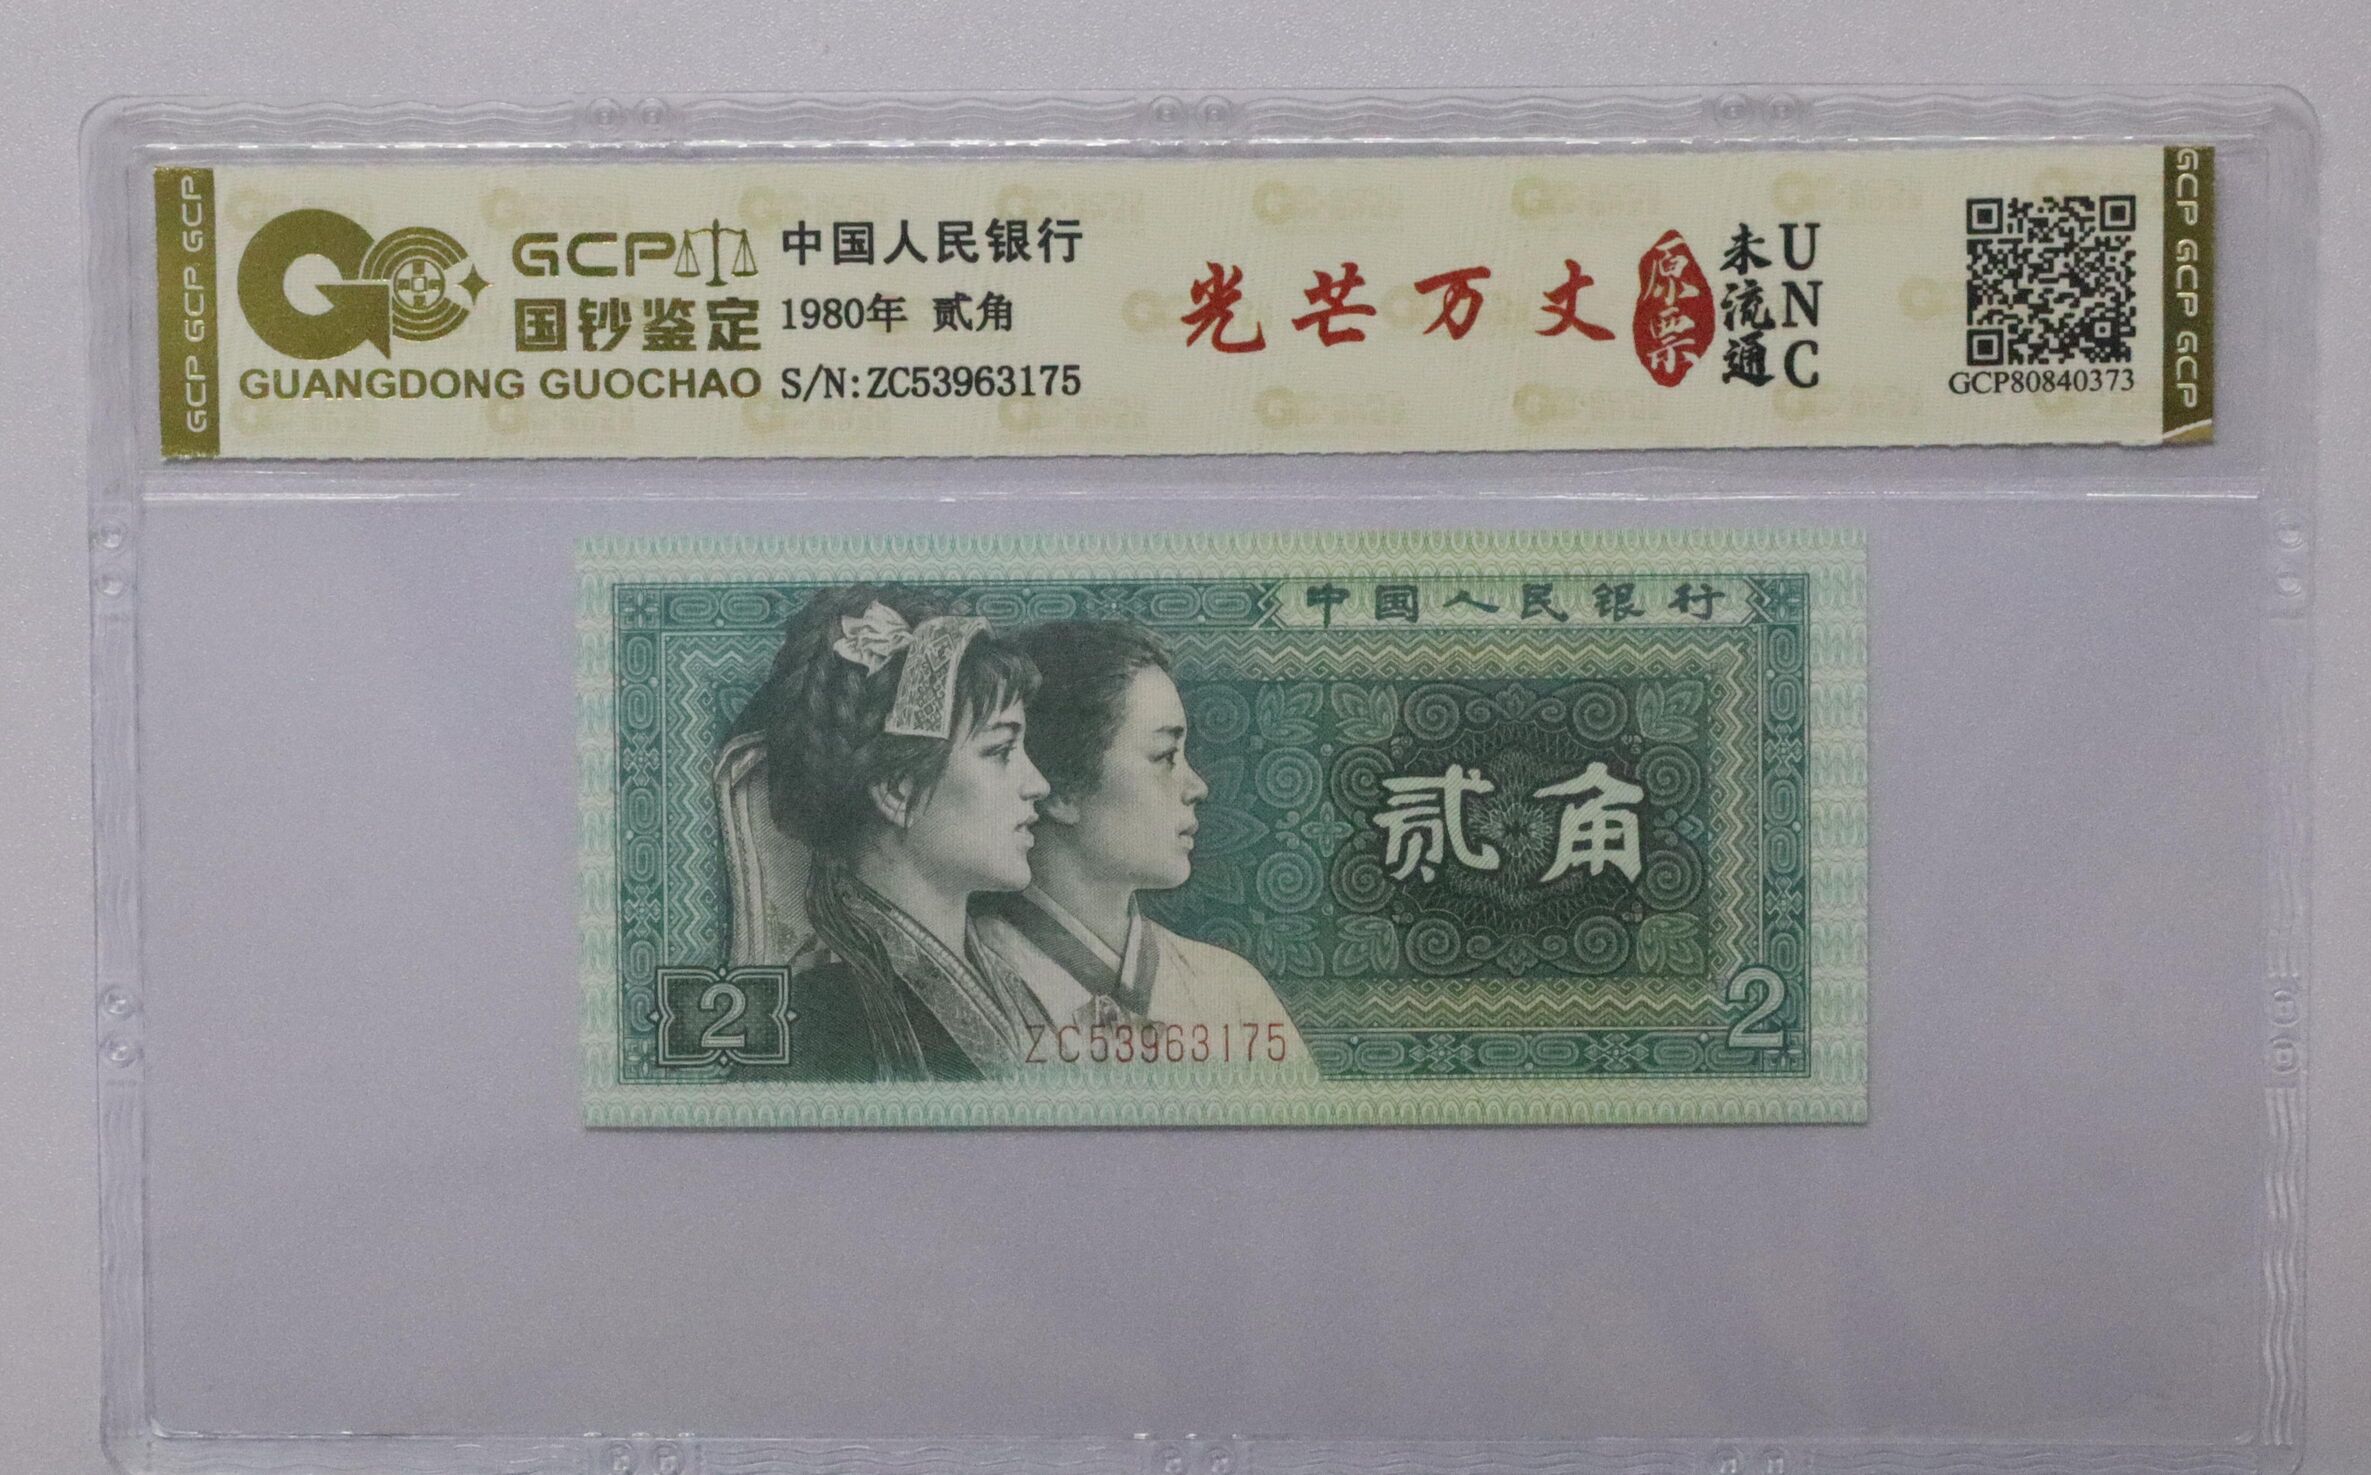 GCP GCP GCP
GCP
国钞鉴定
GUANGDONG GUOCHAO
中国人民银行
1980年 贰角
S/N:ZC53963175
光芒万丈
原票
未流通
UNC
GCP80840373
GCP GCP GCP
中国人民银行
贰角
2
ZC53963175
2